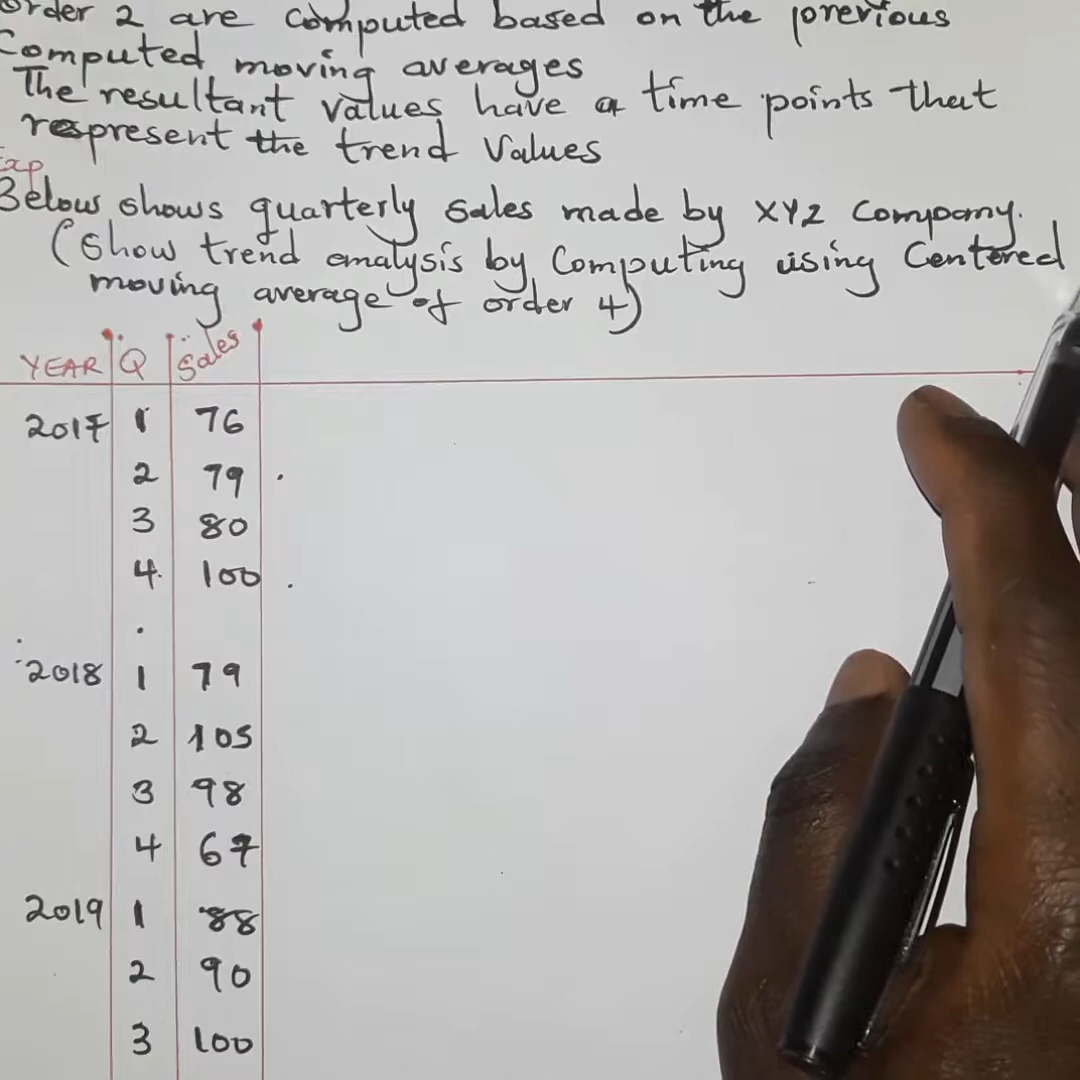 order 2 are computed based on the previous
Computed moving averages
The resultant values have a time points that
represent the trend Values
Exp
Below shows quarterly sales made by XYZ Company.
(Show trend analysis by Computing using Centered
moving average of order 4)
YEAR Q Sales
2017 1 76
2 79
3 80
4 100
2018 1 79
2 105
3 98
4 67
2019 1 88
2 90
3 100